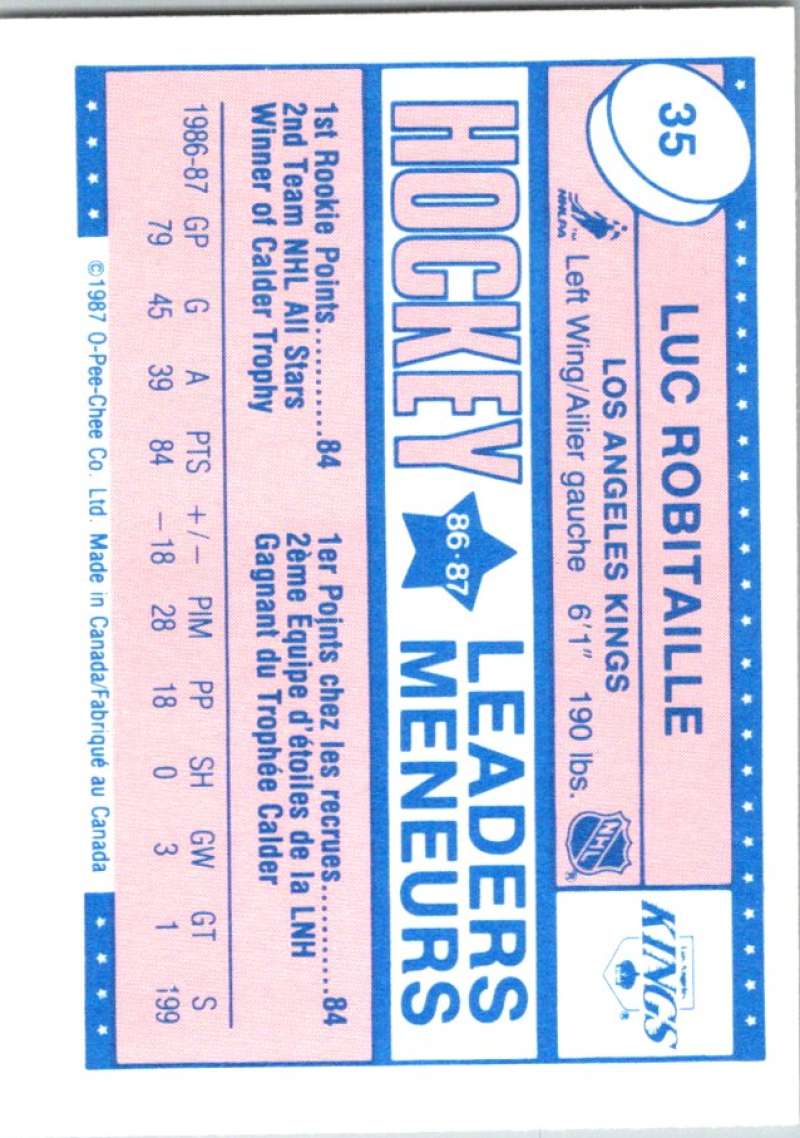 35
LUC ROBITAILLE
LOS ANGELES KINGS
NHLPA™ Left Wing/Ailier gauche 6'1" 190 lbs.
NHL ®
Los Angeles
KINGS ®
HOCKEY 86·87 LEADERS
MENEURS
1st Rookie Points..........84
2nd Team NHL All Stars
Winner of Calder Trophy
1er Points chez les recrues..........84
2ème Equipe d'étoiles de la LNH
Gagnant du Trophée Calder
1986-87 GP G A PTS +/− PIM PP SH GW GT S
79 45 39 84 −18 28 18 0 3 1 199
©1987 O-Pee-Chee Co. Ltd. Made in Canada/Fabriqué au Canada